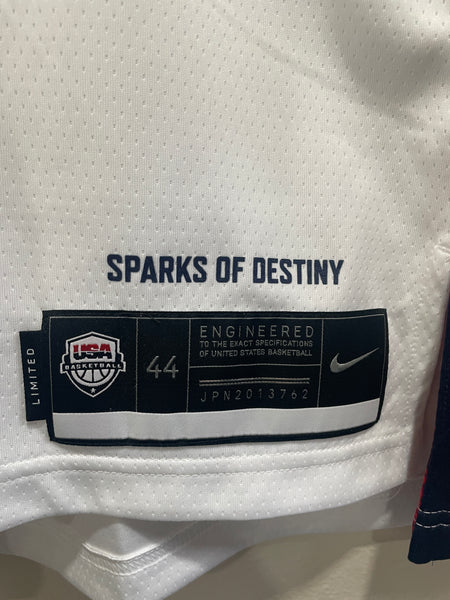 SPARKS OF DESTINY
LIMITED
USA
BASKETBALL
44
ENGINEERED
TO THE EXACT SPECIFICATIONS
OF UNITED STATES BASKETBALL
JPN2013762